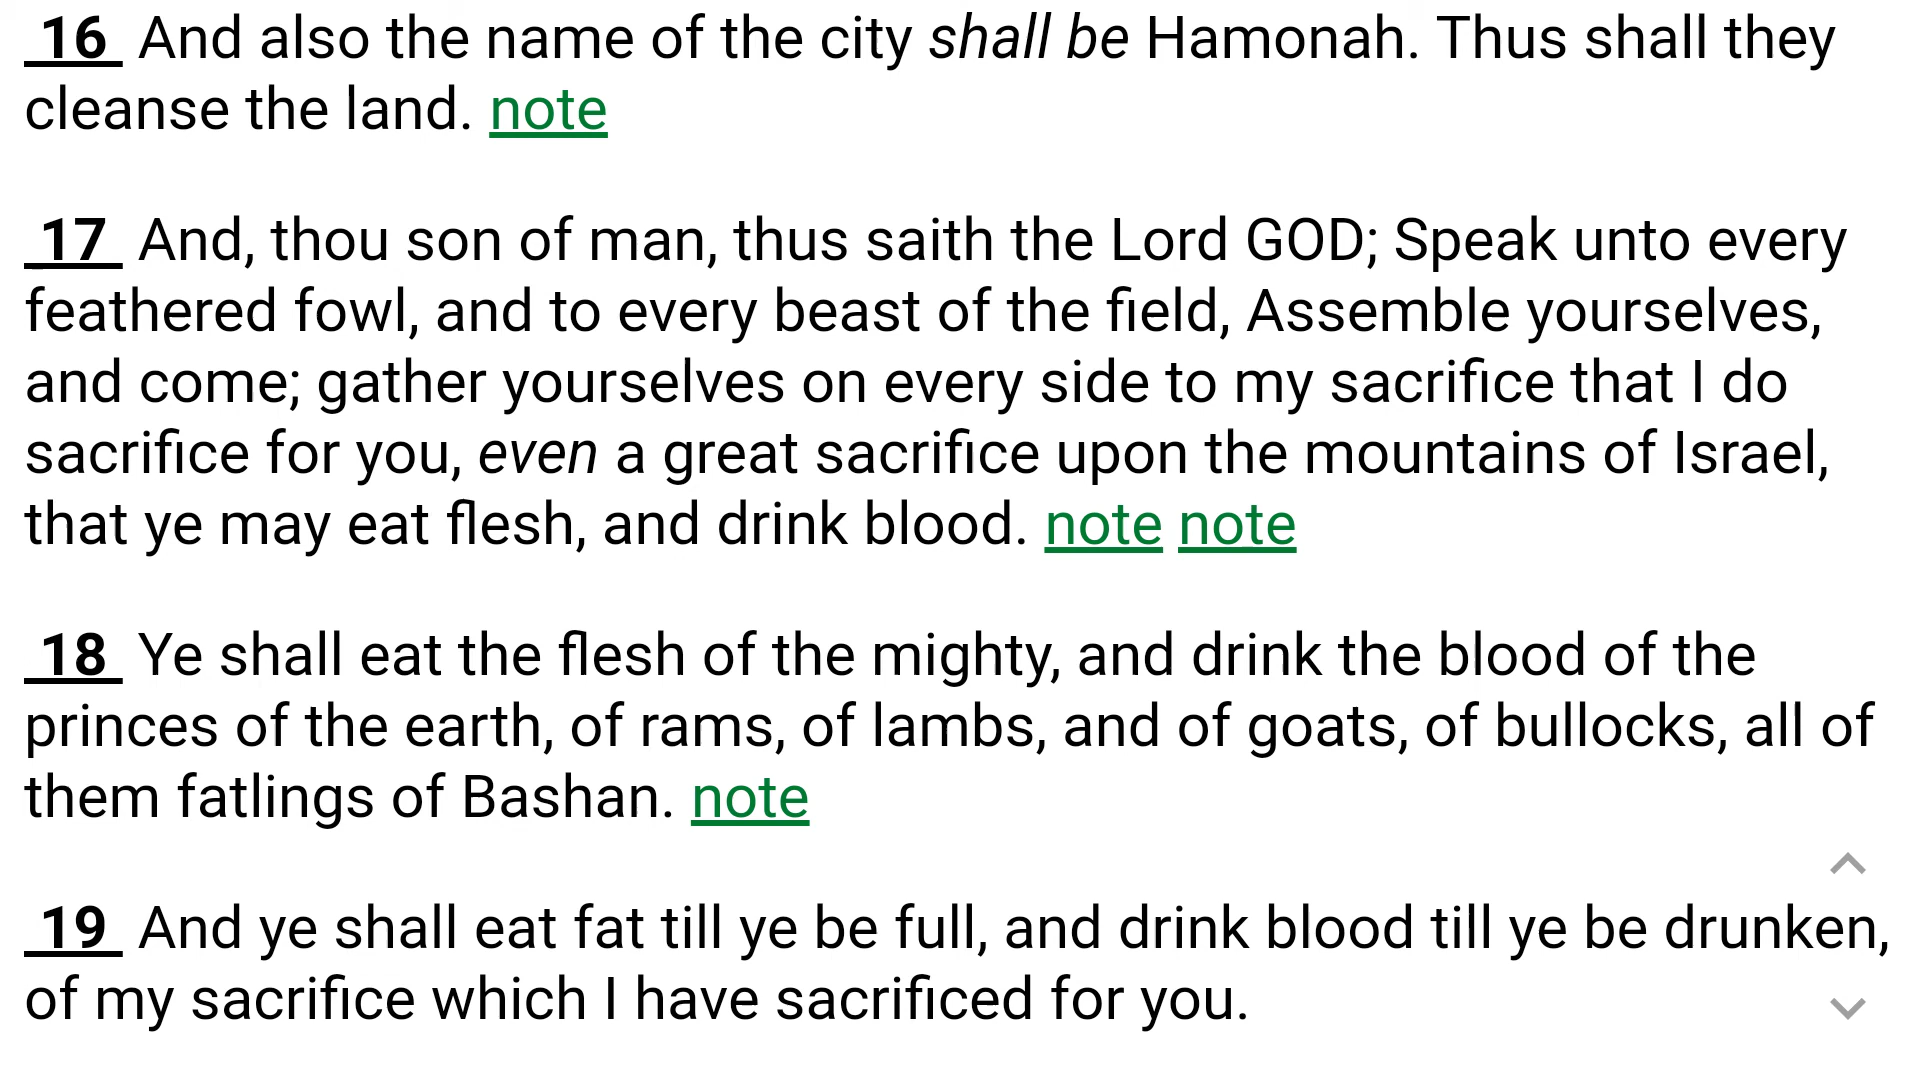 16 And also the name of the city shall be Hamonah. Thus shall they
cleanse the land. note
17 And, thou son of man, thus saith the Lord GOD; Speak unto every
feathered fowl, and to every beast of the field, Assemble yourselves,
and come; gather yourselves on every side to my sacrifice that I do
sacrifice for you, even a great sacrifice upon the mountains of Israel,
that ye may eat flesh, and drink blood. note note
18 Ye shall eat the flesh of the mighty, and drink the blood of the
princes of the earth, of rams, of lambs, and of goats, of bullocks, all of
them fatlings of Bashan. note
19 And ye shall eat fat till ye be full, and drink blood till ye be drunken,
of my sacrifice which I have sacrificed for you.